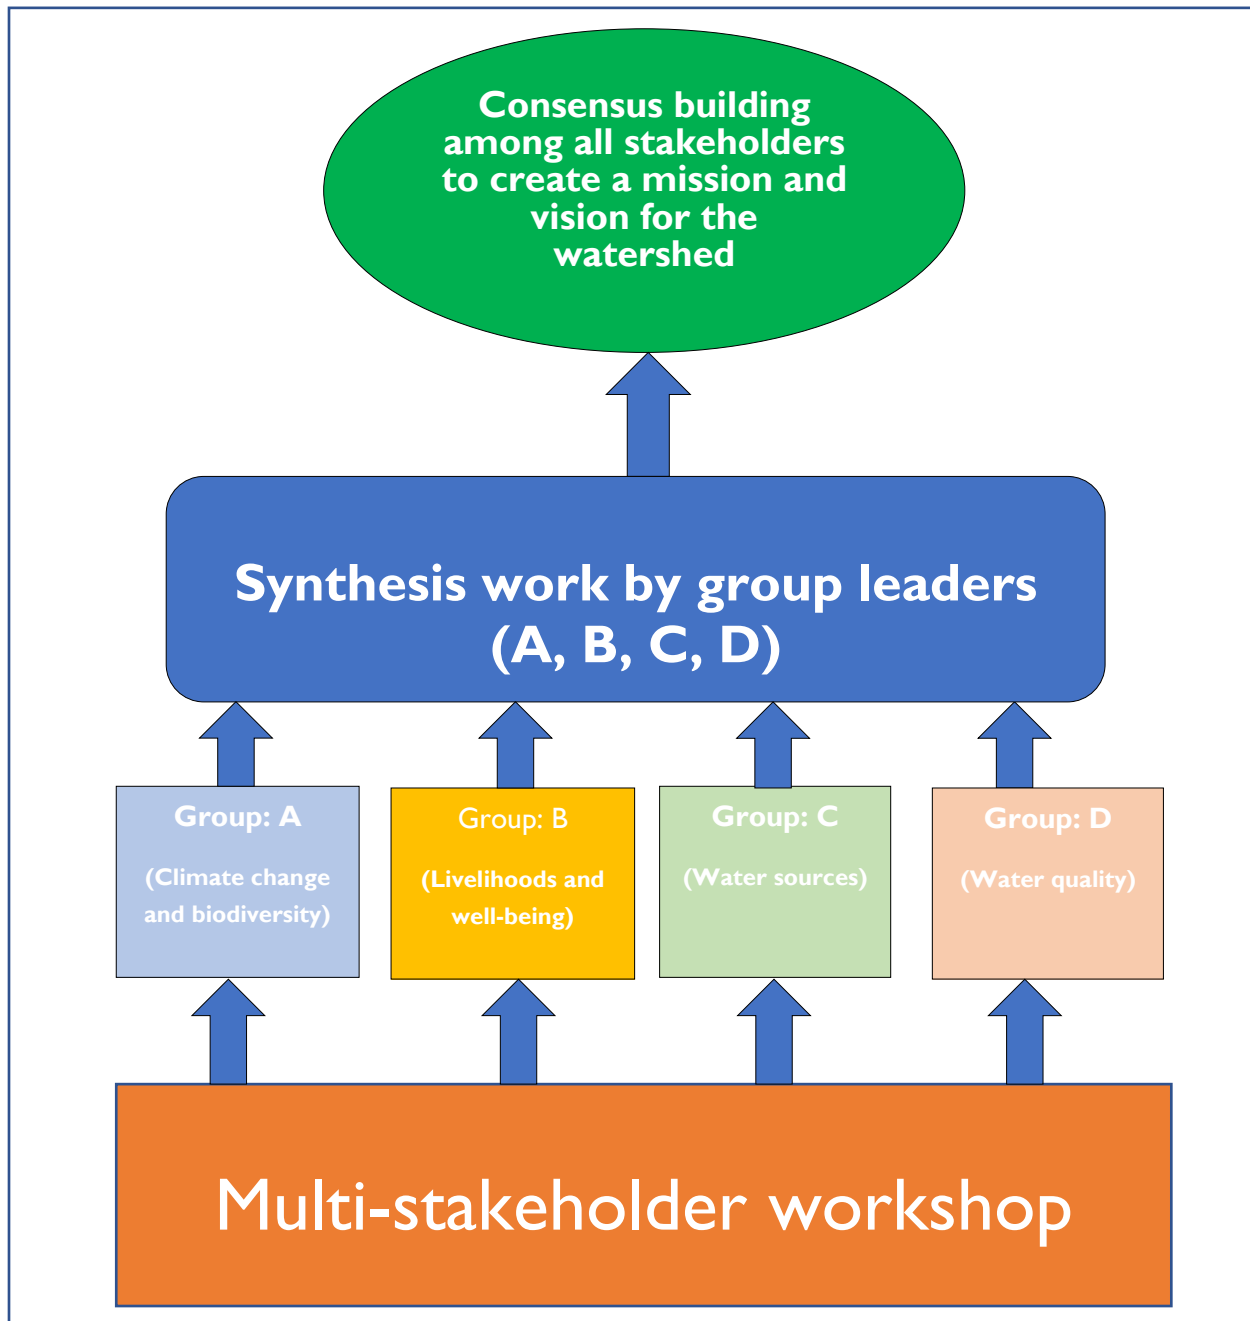 Consensus building
among all stakeholders
to create a mission and
vision for the
watershed
Synthesis work by group leaders
(A, B, C, D)
Group: A
(Climate change
and biodiversity)
Group: B
(Livelihoods and
well-being)
Group: C
(Water sources)
Group: D
(Water quality)
Multi-stakeholder workshop